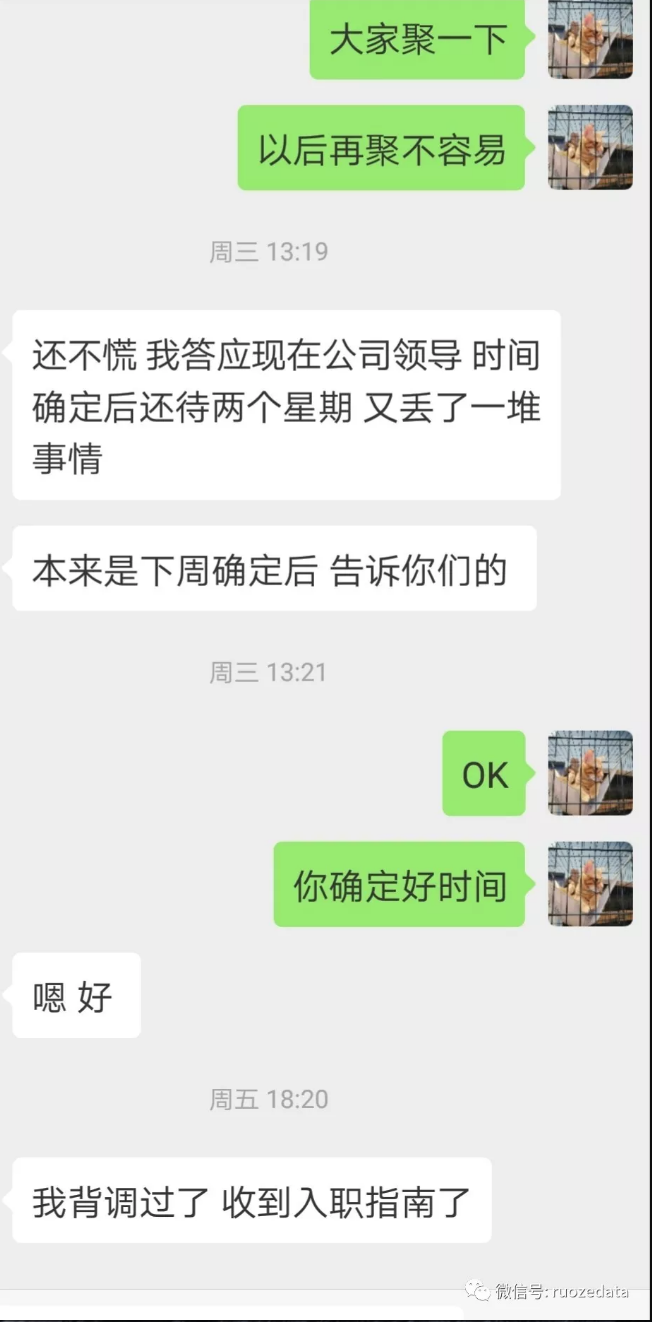 大家聚一下
以后再聚不容易
周三 13:19
还不慌 我答应现在公司领导 时间
确定后还待两个星期 又丢了一堆
事情
本来是下周确定后 告诉你们的
周三 13:21
OK
你确定好时间
嗯 好
周五 18:20
我背调过了 收到入职指南了
微信号: ruozedata